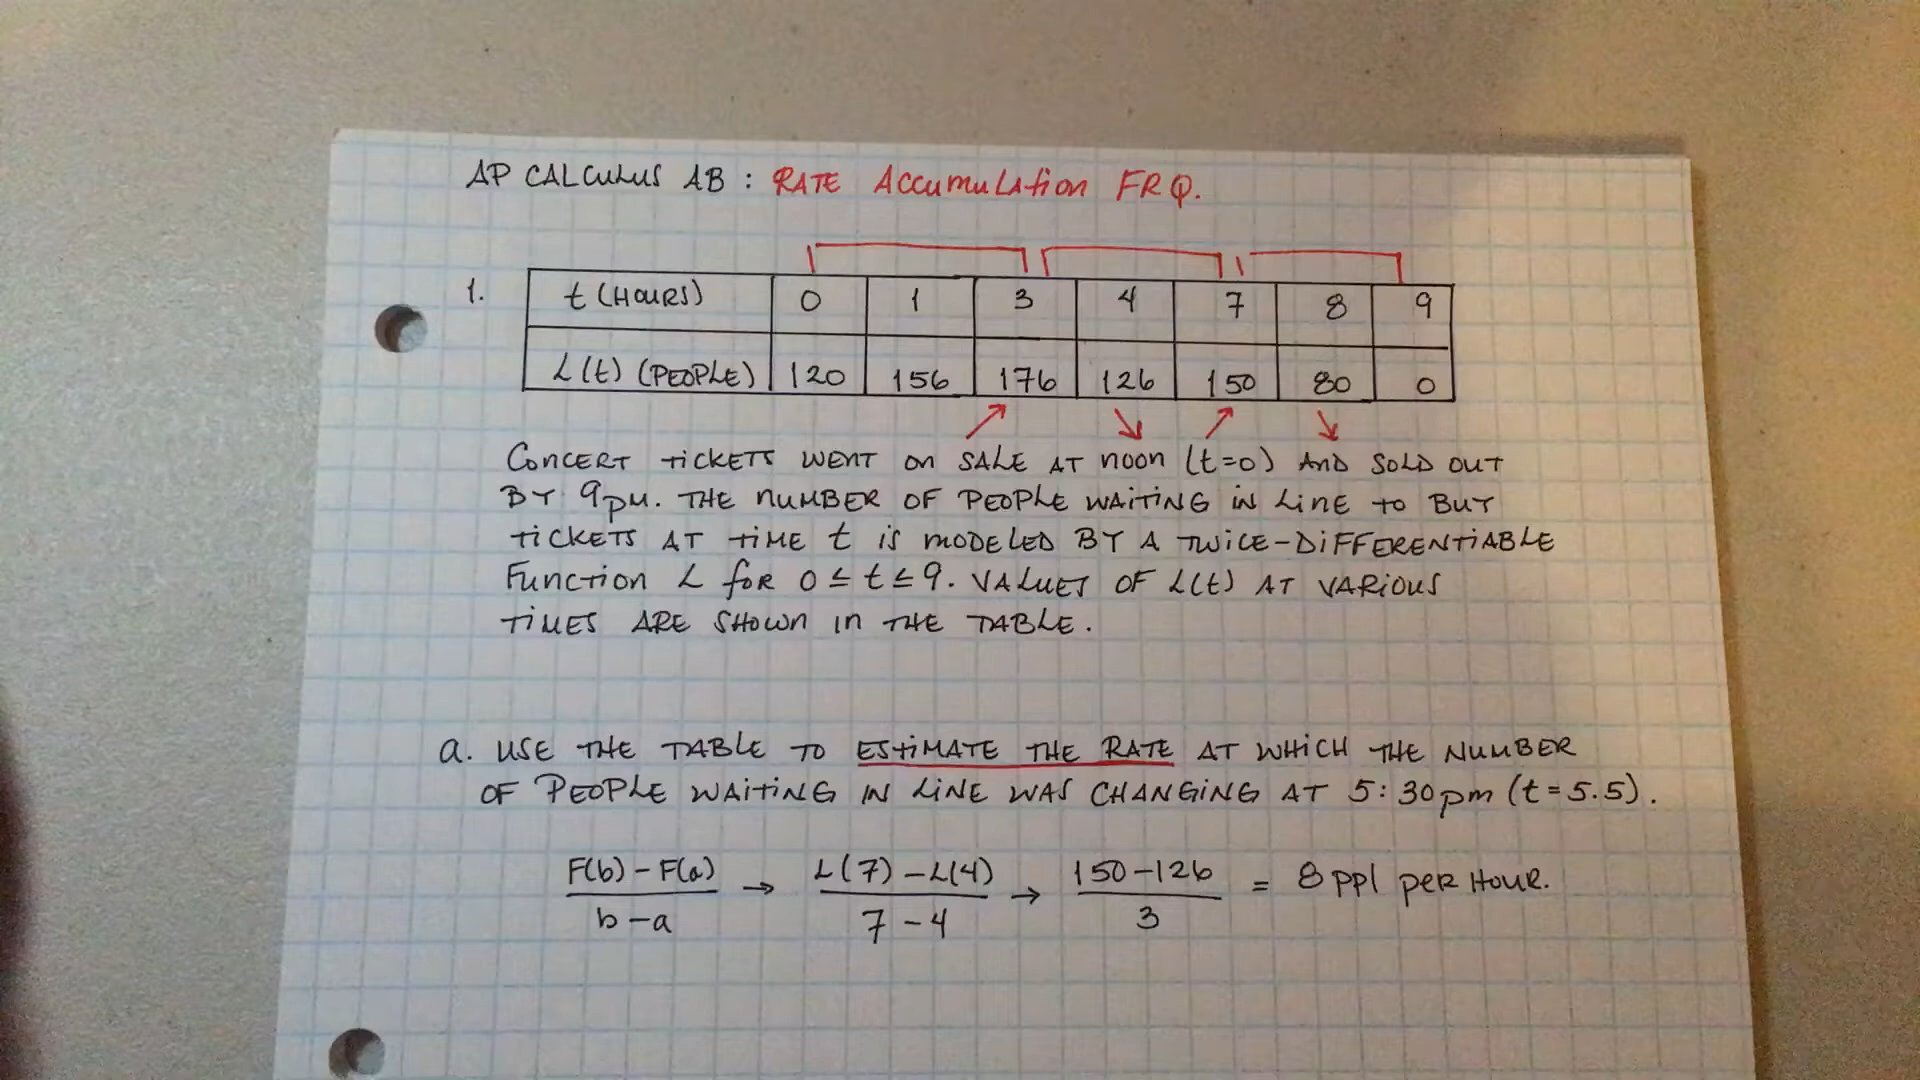 AP CALCULUS AB: RATE ACCUMULATION FRQ.
1.
t (HOURS) 0 1 3 4 7 8 9
L(t) (PEOPLE) 120 156 176 126 150 80 0
CONCERT TICKETS WENT ON SALE AT NOON (t=0) AND SOLD OUT
BY 9pm. THE NUMBER OF PEOPLE WAITING IN LINE TO BUY
TICKETS AT TIME t IS MODELED BY A TWICE-DIFFERENTIABLE
FUNCTION L FOR 0 ≤ t ≤ 9. VALUES OF L(t) AT VARIOUS
TIMES ARE SHOWN IN THE TABLE.
a. USE THE TABLE TO ESTIMATE THE RATE AT WHICH THE NUMBER
OF PEOPLE WAITING IN LINE WAS CHANGING AT 5:30pm (t=5.5).
F(b)-F(a) / b-a → L(7)-L(4) / 7-4 → 150-126 / 3 = 8 ppl per HOUR.